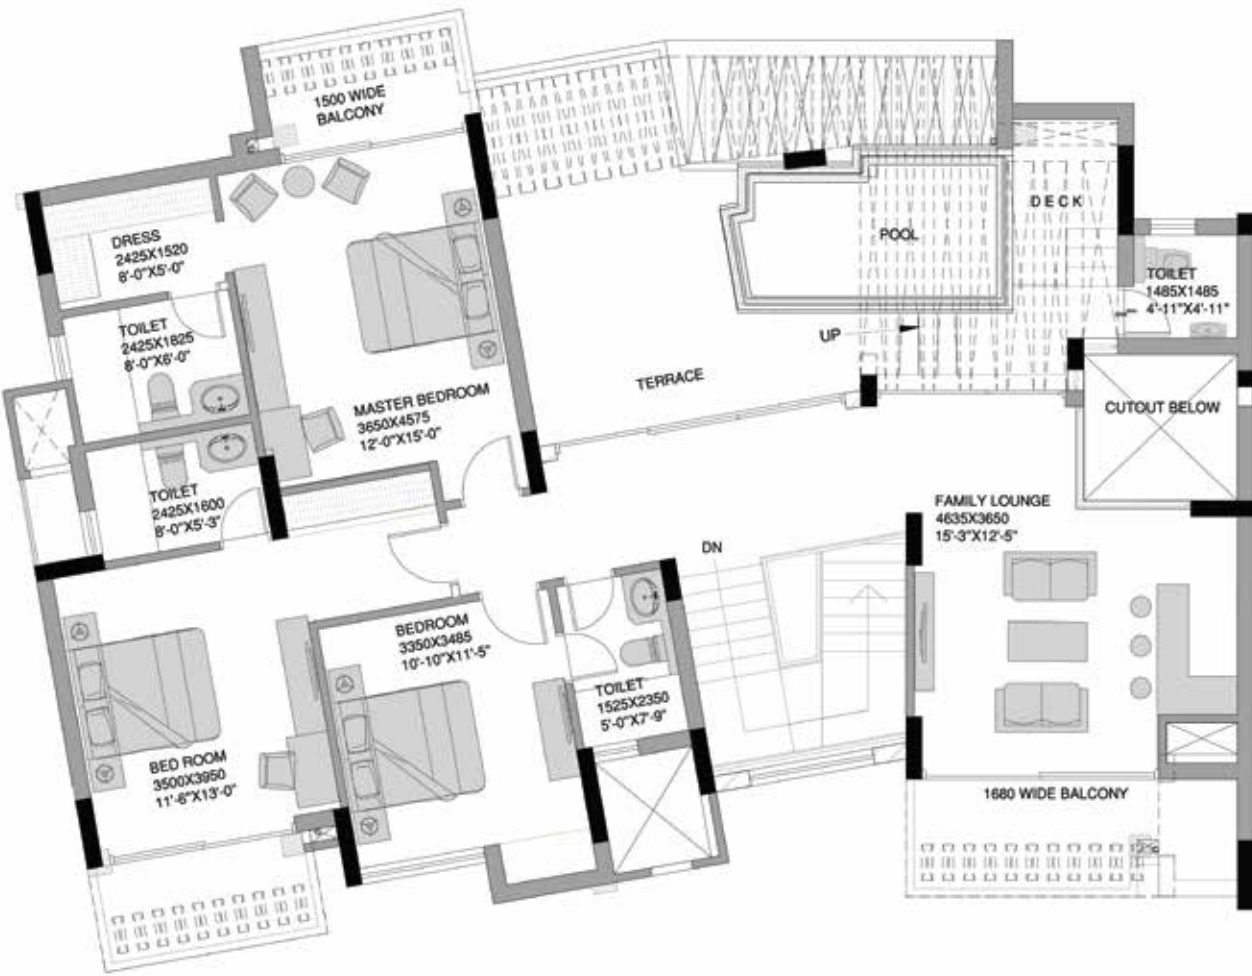 1500 WIDE
BALCONY
DECK
DRESS
2425X1520
8'-0"X5'-0"
POOL
TOILET
1485X1485
4'-11"X4'-11"
TOILET
2425X1825
8'-0"X6'-0"
UP
TERRACE
MASTER BEDROOM
3650X4575
12'-0"X15'-0"
CUTOUT BELOW
TOILET
2425X1600
8'-0"X5'-3"
FAMILY LOUNGE
4635X3650
15'-3"X12'-5"
DN
BEDROOM
3350X3485
10'-10"X11'-5"
TOILET
1525X2350
5'-0"X7'-9"
BED ROOM
3500X3950
11'-6"X13'-0"
1680 WIDE BALCONY